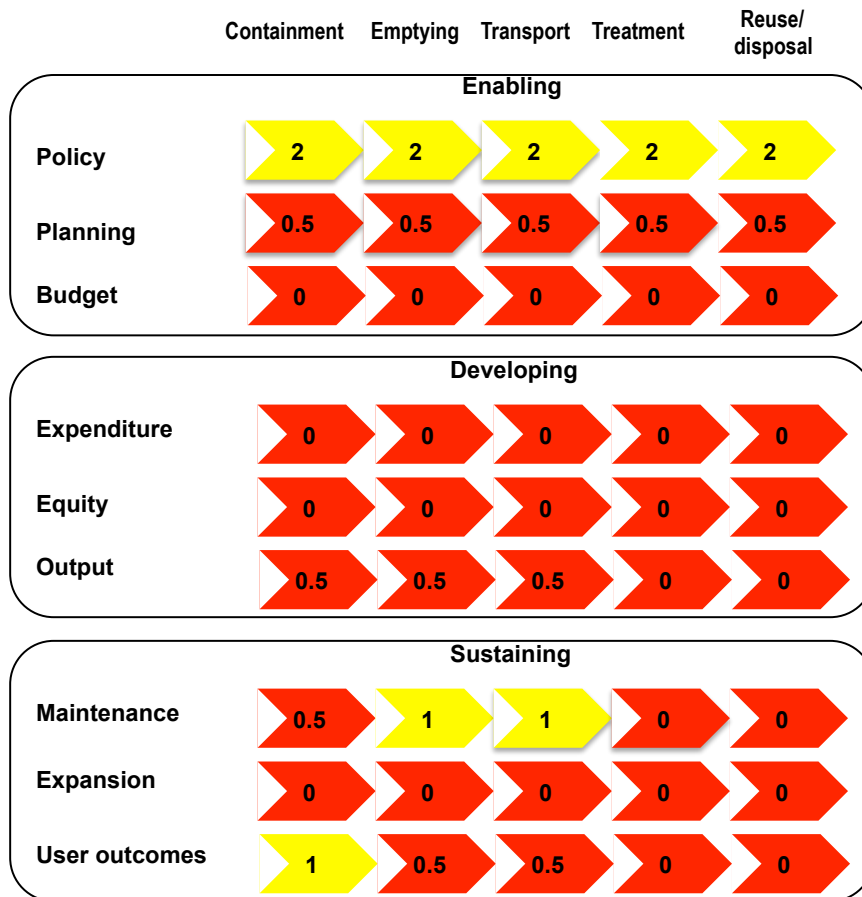 Containment Emptying Transport Treatment Reuse/
disposal
Enabling
Policy 2 2 2 2 2
Planning 0.5 0.5 0.5 0.5 0.5
Budget 0 0 0 0 0
Developing
Expenditure 0 0 0 0 0
Equity 0 0 0 0 0
Output 0.5 0.5 0.5 0 0
Sustaining
Maintenance 0.5 1 1 0 0
Expansion 0 0 0 0 0
User outcomes 1 0.5 0.5 0 0